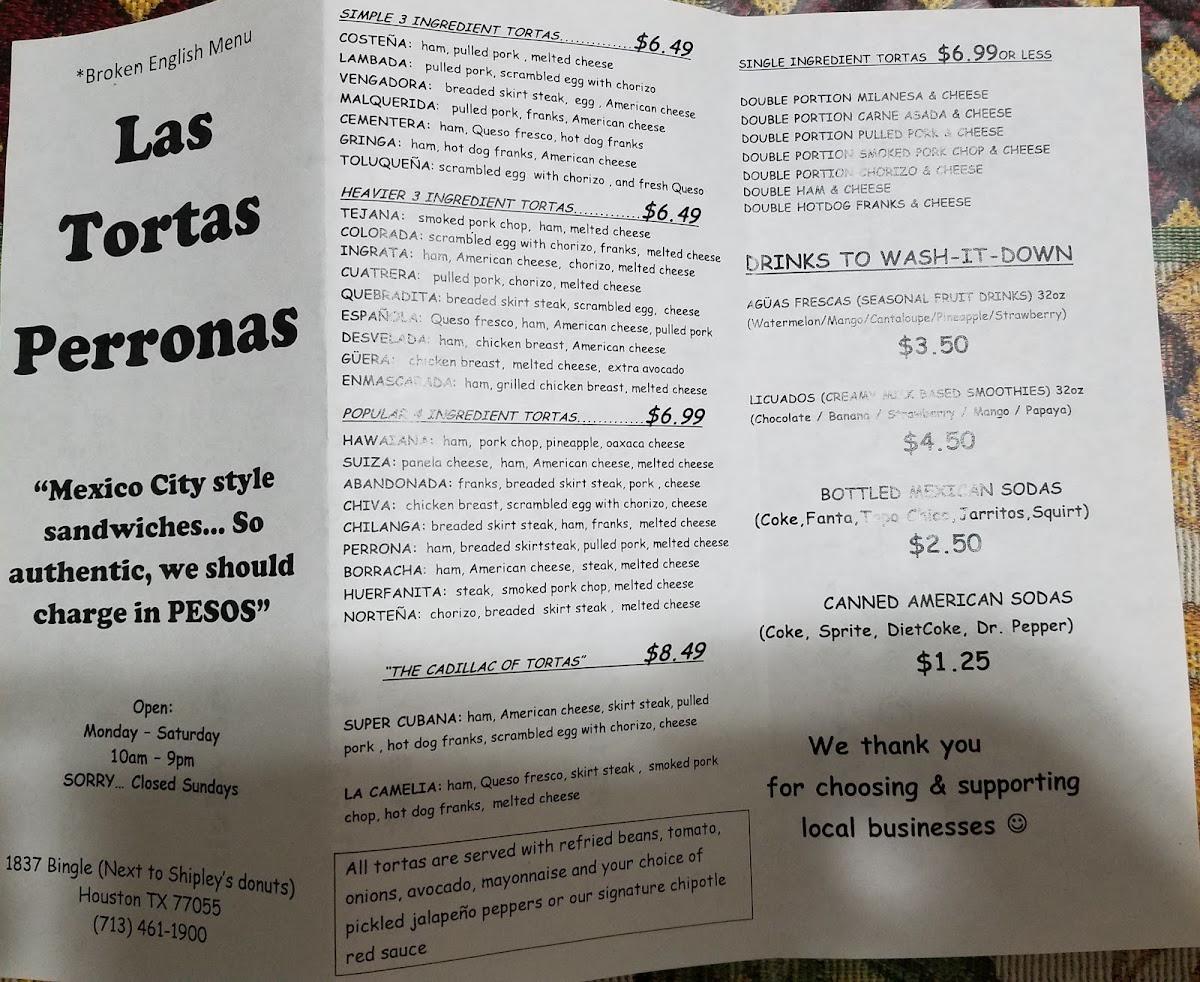 *Broken English Menu
Las
Tortas
Perronas
“Mexico City style
sandwiches... So
authentic, we should
charge in PESOS”
Open:
Monday – Saturday
10am – 9pm
SORRY... Closed Sundays
1837 Bingle (Next to Shipley's donuts)
Houston TX 77055
(713) 461-1900
SIMPLE 3 INGREDIENT TORTAS..............$6.49
COSTEÑA: ham, pulled pork , melted cheese
LAMBADA: pulled pork, scrambled egg with chorizo
VENGADORA: breaded skirt steak, egg , American cheese
MALQUERIDA: pulled pork, franks, American cheese
CEMENTERA: ham, Queso fresco, hot dog franks
GRINGA: ham, hot dog franks, American cheese
TOLUQUEÑA: scrambled egg with chorizo , and fresh Queso
HEAVIER 3 INGREDIENT TORTAS............$6.49
TEJANA: smoked pork chop, ham, melted cheese
COLORADA: scrambled egg with chorizo, franks, melted cheese
INGRATA: ham, American cheese, chorizo, melted cheese
CUATRERA: pulled pork, chorizo, melted cheese
QUEBRADITA: breaded skirt steak, scrambled egg, cheese
ESPAÑOLA: Queso fresco, ham, American cheese, pulled pork
DESVELADA: ham, chicken breast, American cheese
GÜERA: chicken breast, melted cheese, extra avocado
ENMASCARADA: ham, grilled chicken breast, melted cheese
POPULAR 4 INGREDIENT TORTAS............$6.99
HAWAIANA: ham, pork chop, pineapple, oaxaca cheese
SUIZA: panela cheese, ham, American cheese, melted cheese
ABANDONADA: franks, breaded skirt steak, pork , cheese
CHIVA: chicken breast, scrambled egg with chorizo, cheese
CHILANGA: breaded skirt steak, ham, franks, melted cheese
PERRONA: ham, breaded skirtsteak, pulled pork, melted cheese
BORRACHA: ham, American cheese, steak, melted cheese
HUERFANITA: steak, smoked pork chop, melted cheese
NORTEÑA: chorizo, breaded skirt steak , melted cheese
"THE CADILLAC OF TORTAS" $8.49
SUPER CUBANA: ham, American cheese, skirt steak, pulled
pork , hot dog franks, scrambled egg with chorizo, cheese
LA CAMELIA: ham, Queso fresco, skirt steak , smoked pork
chop, hot dog franks, melted cheese
All tortas are served with refried beans, tomato,
onions, avocado, mayonnaise and your choice of
pickled jalapeño peppers or our signature chipotle
red sauce
SINGLE INGREDIENT TORTAS $6.99 OR LESS
DOUBLE PORTION MILANESA & CHEESE
DOUBLE PORTION CARNE ASADA & CHEESE
DOUBLE PORTION PULLED PORK & CHEESE
DOUBLE PORTION SMOKED PORK CHOP & CHEESE
DOUBLE PORTION CHORIZO & CHEESE
DOUBLE HAM & CHEESE
DOUBLE HOTDOG FRANKS & CHEESE
DRINKS TO WASH-IT-DOWN
AGÜAS FRESCAS (SEASONAL FRUIT DRINKS) 32oz
(Watermelon/Mango/Cantaloupe/Pineapple/Strawberry)
$3.50
LICUADOS (CREAMY MILK BASED SMOOTHIES) 32oz
(Chocolate / Banana / Strawberry / Mango / Papaya)
$4.50
BOTTLED MEXICAN SODAS
(Coke,Fanta,Topo Chico,Jarritos,Squirt)
$2.50
CANNED AMERICAN SODAS
(Coke, Sprite, DietCoke, Dr. Pepper)
$1.25
We thank you
for choosing & supporting
local businesses ☺